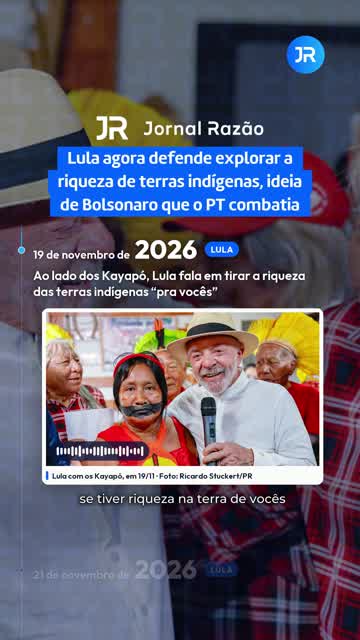 JR
JR Jornal Razão
Lula agora defende explorar a
riqueza de terras indígenas, ideia
de Bolsonaro que o PT combatia
19 de novembro de 2026 LULA
Ao lado dos Kayapó, Lula fala em tirar a riqueza
das terras indígenas “pra vocês”
Lula com os Kayapó, em 19/11 · Foto: Ricardo Stuckert/PR
se tiver riqueza na terra de vocês
21 de novembro de 2026 LULA